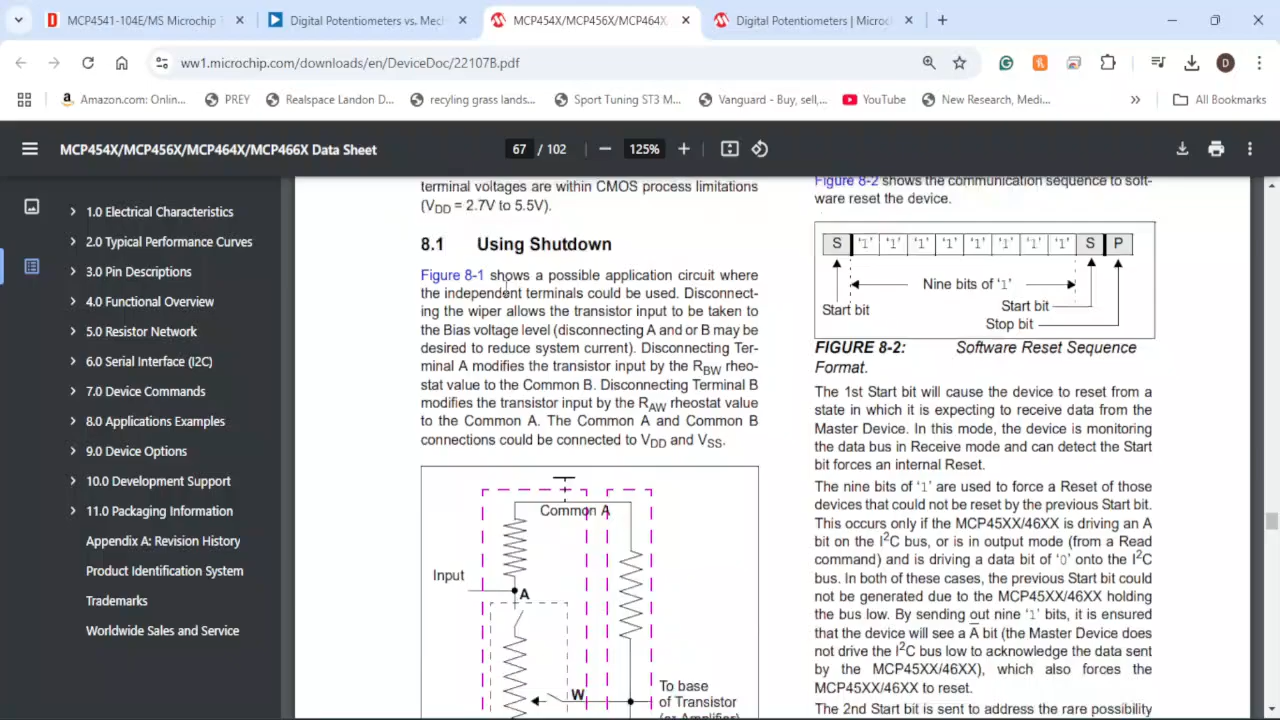 MCP4541-104E/MS Microchip
Digital Potentiometers vs. Mec
MCP454X/MCP456X/MCP464X
Digital Potentiometers | Microc
ww1.microchip.com/downloads/en/DeviceDoc/22107B.pdf
D
Amazon.com: Onlin...
PREY
Realspace Landon D...
recyling grass lands...
Sport Tuning ST3 M...
Vanguard - Buy, sell,...
YouTube
New Research, Medi...
»
All Bookmarks
MCP454X/MCP456X/MCP464X/MCP466X Data Sheet
67 / 102
125%
1.0 Electrical Characteristics
2.0 Typical Performance Curves
3.0 Pin Descriptions
4.0 Functional Overview
5.0 Resistor Network
6.0 Serial Interface (I2C)
7.0 Device Commands
8.0 Applications Examples
9.0 Device Options
10.0 Development Support
11.0 Packaging Information
Appendix A: Revision History
Product Identification System
Trademarks
Worldwide Sales and Service
terminal voltages are within CMOS process limitations
(VDD = 2.7V to 5.5V).
8.1 Using Shutdown
Figure 8-1 shows a possible application circuit where
the independent terminals could be used. Disconnect-
ing the wiper allows the transistor input to be taken to
the Bias voltage level (disconnecting A and or B may be
desired to reduce system current). Disconnecting Ter-
minal A modifies the transistor input by the RBW rheo-
stat value to the Common B. Disconnecting Terminal B
modifies the transistor input by the RAW rheostat value
to the Common A. The Common A and Common B
connections could be connected to VDD and VSS.
Common A
Input
A
W
To base
of Transistor
(or Amplifier)
Figure 8-2 shows the communication sequence to soft-
ware reset the device.
S '1' '1' '1' '1' '1' '1' '1' '1' S P
Nine bits of '1'
Start bit
Start bit
Stop bit
FIGURE 8-2: Software Reset Sequence
Format.
The 1st Start bit will cause the device to reset from a
state in which it is expecting to receive data from the
Master Device. In this mode, the device is monitoring
the data bus in Receive mode and can detect the Start
bit forces an internal Reset.
The nine bits of '1' are used to force a Reset of those
devices that could not be reset by the previous Start bit.
This occurs only if the MCP45XX/46XX is driving an A
bit on the I²C bus, or is in output mode (from a Read
command) and is driving a data bit of '0' onto the I²C
bus. In both of these cases, the previous Start bit could
not be generated due to the MCP45XX/46XX holding
the bus low. By sending out nine '1' bits, it is ensured
that the device will see a A̅ bit (the Master Device does
not drive the I²C bus low to acknowledge the data sent
by the MCP45XX/46XX), which also forces the
MCP45XX/46XX to reset.
The 2nd Start bit is sent to address the rare possibility